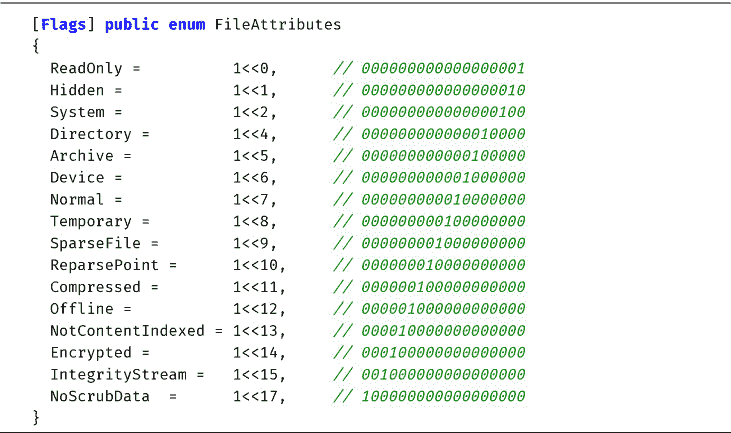 [Flags] public enum FileAttributes
{
ReadOnly = 1<<0, // 000000000000000001
Hidden = 1<<1, // 000000000000000010
System = 1<<2, // 000000000000000100
Directory = 1<<4, // 000000000000010000
Archive = 1<<5, // 000000000000100000
Device = 1<<6, // 000000000001000000
Normal = 1<<7, // 000000000010000000
Temporary = 1<<8, // 000000000100000000
SparseFile = 1<<9, // 000000001000000000
ReparsePoint = 1<<10, // 000000010000000000
Compressed = 1<<11, // 000000100000000000
Offline = 1<<12, // 000001000000000000
NotContentIndexed = 1<<13, // 000010000000000000
Encrypted = 1<<14, // 000100000000000000
IntegrityStream = 1<<15, // 001000000000000000
NoScrubData = 1<<17, // 100000000000000000
}